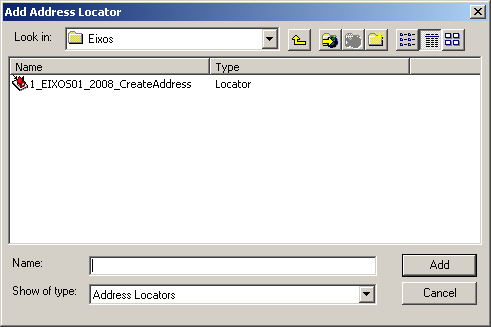 Add Address Locator
Look in: Eixos
Name Type
1_EIXOS01_2008_CreateAddress Locator
Name: Add
Show of type: Address Locators Cancel